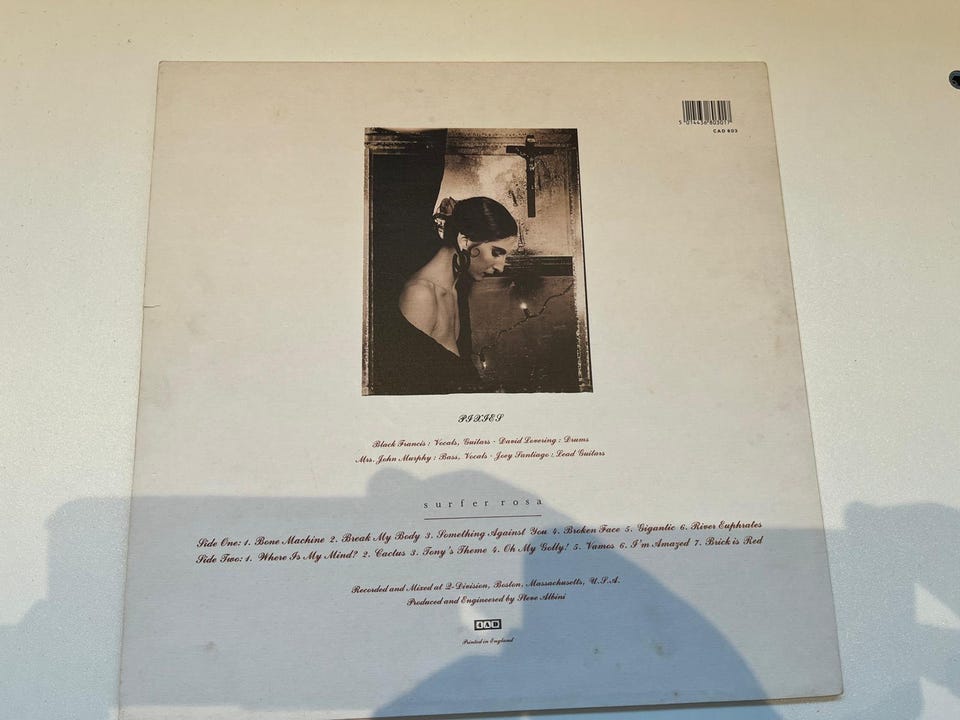 5 014436 803017
CAD 803
PIXIES
Black Francis : Vocals, Guitars · David Lovering : Drums
Mrs. John Murphy : Bass, Vocals · Joey Santiago : Lead Guitars
surfer rosa
Side One: 1. Bone Machine 2. Break My Body 3. Something Against You 4. Broken Face 5. Gigantic 6. River Euphrates
Side Two: 1. Where Is My Mind? 2. Cactus 3. Tony's Theme 4. Oh My Golly! 5. Vamos 6. I'm Amazed 7. Brick is Red
Recorded and Mixed at Q-Division, Boston, Massachusetts, U.S.A.
Produced and Engineered by Steve Albini
4AD
Printed in England